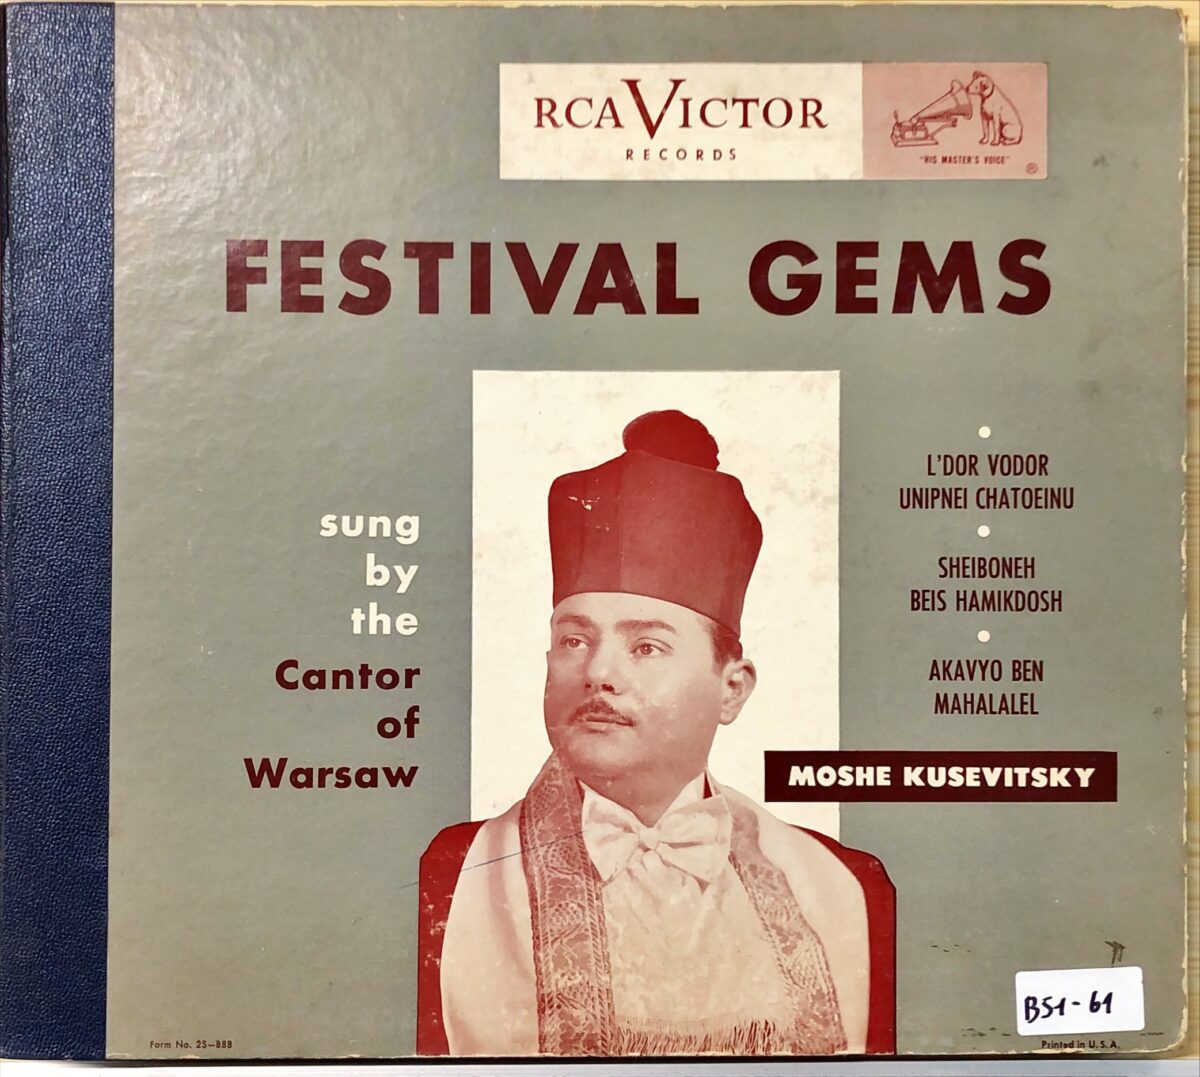 RCA VICTOR
RECORDS
"HIS MASTER'S VOICE"
®
FESTIVAL GEMS
sung
by
the
Cantor
of
Warsaw
L'DOR VODOR
UNIPNEI CHATOEINU
SHEIBONEH
BEIS HAMIKDOSH
AKAVYO BEN
MAHALALEL
MOSHE KUSEVITSKY
B51-61
Form No. 2S—888
Printed in U. S. A.